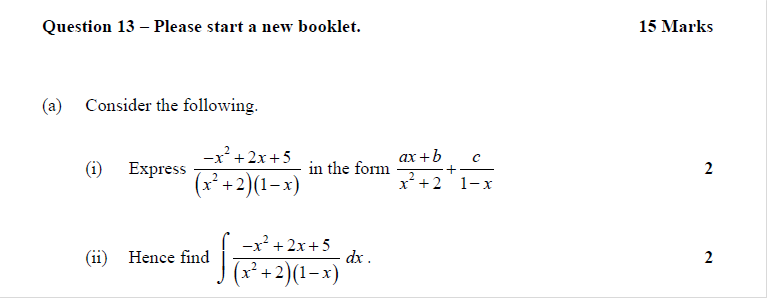 Question 13 – Please start a new booklet. 15 Marks
(a) Consider the following.
(i) Express \frac{-x^2+2x+5}{(x^2+2)(1-x)} in the form \frac{ax+b}{x^2+2}+\frac{c}{1-x} 2
(ii) Hence find \int \frac{-x^2+2x+5}{(x^2+2)(1-x)} dx . 2